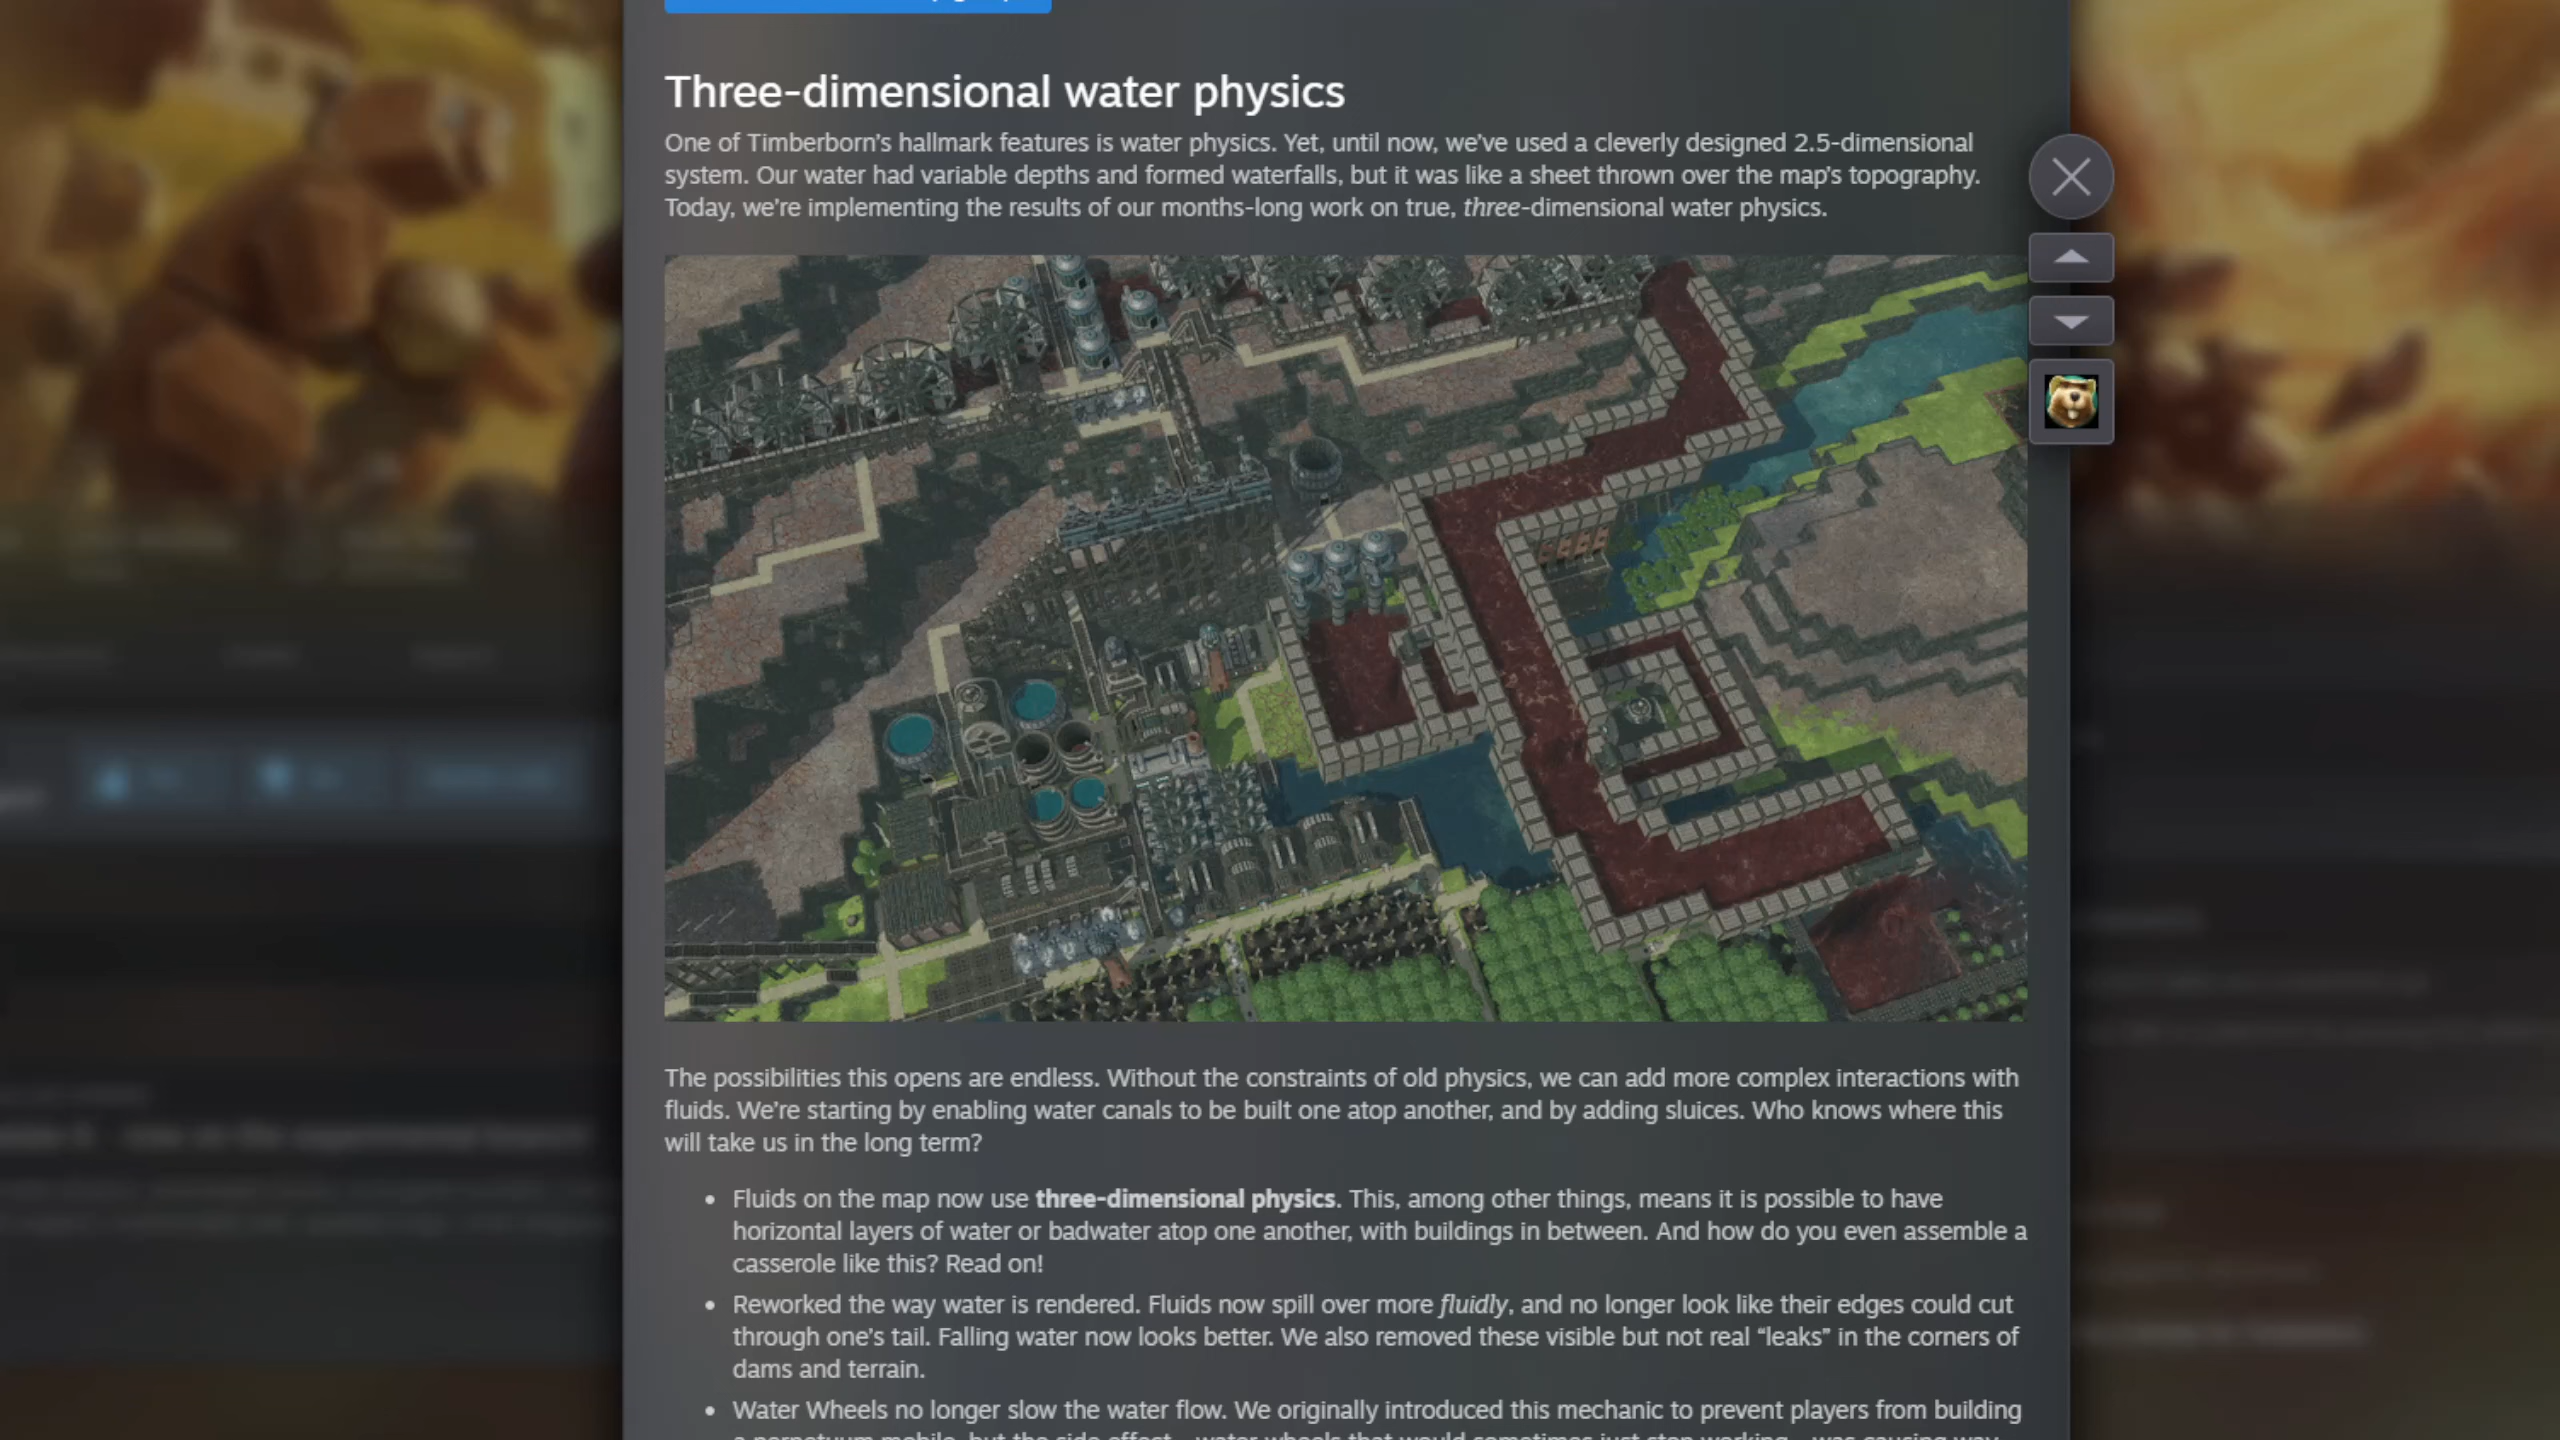 Three-dimensional water physics
One of Timberborn's hallmark features is water physics. Yet, until now, we've used a cleverly designed 2.5-dimensional
system. Our water had variable depths and formed waterfalls, but it was like a sheet thrown over the map's topography.
Today, we're implementing the results of our months-long work on true, three-dimensional water physics.
The possibilities this opens are endless. Without the constraints of old physics, we can add more complex interactions with
fluids. We're starting by enabling water canals to be built one atop another, and by adding sluices. Who knows where this
will take us in the long term?
• Fluids on the map now use three-dimensional physics. This, among other things, means it is possible to have
horizontal layers of water or badwater atop one another, with buildings in between. And how do you even assemble a
casserole like this? Read on!
• Reworked the way water is rendered. Fluids now spill over more fluidly, and no longer look like their edges could cut
through one's tail. Falling water now looks better. We also removed these visible but not real “leaks” in the corners of
dams and terrain.
• Water Wheels no longer slow the water flow. We originally introduced this mechanic to prevent players from building